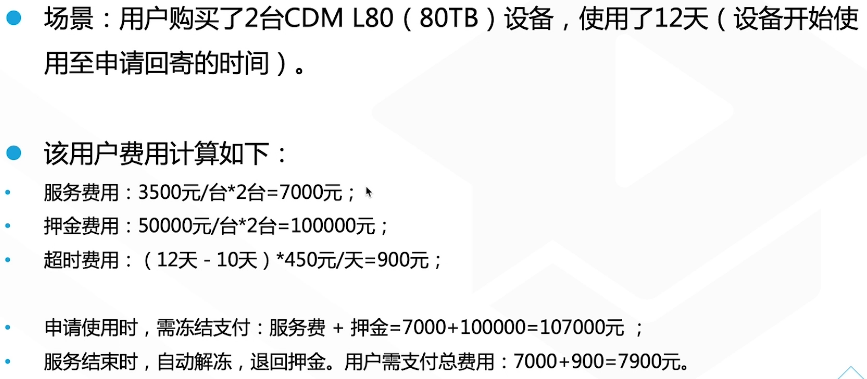 场景：用户购买了2台CDM L80（80TB）设备，使用了12天（设备开始使
用至申请回寄的时间）。
该用户费用计算如下：
服务费用：3500元/台*2台=7000元；
押金费用：50000元/台*2台=100000元；
超时费用：（12天 - 10天）*450元/天=900元；
申请使用时，需冻结支付：服务费 + 押金=7000+100000=107000元 ；
服务结束时，自动解冻，退回押金。用户需支付总费用：7000+900=7900元。